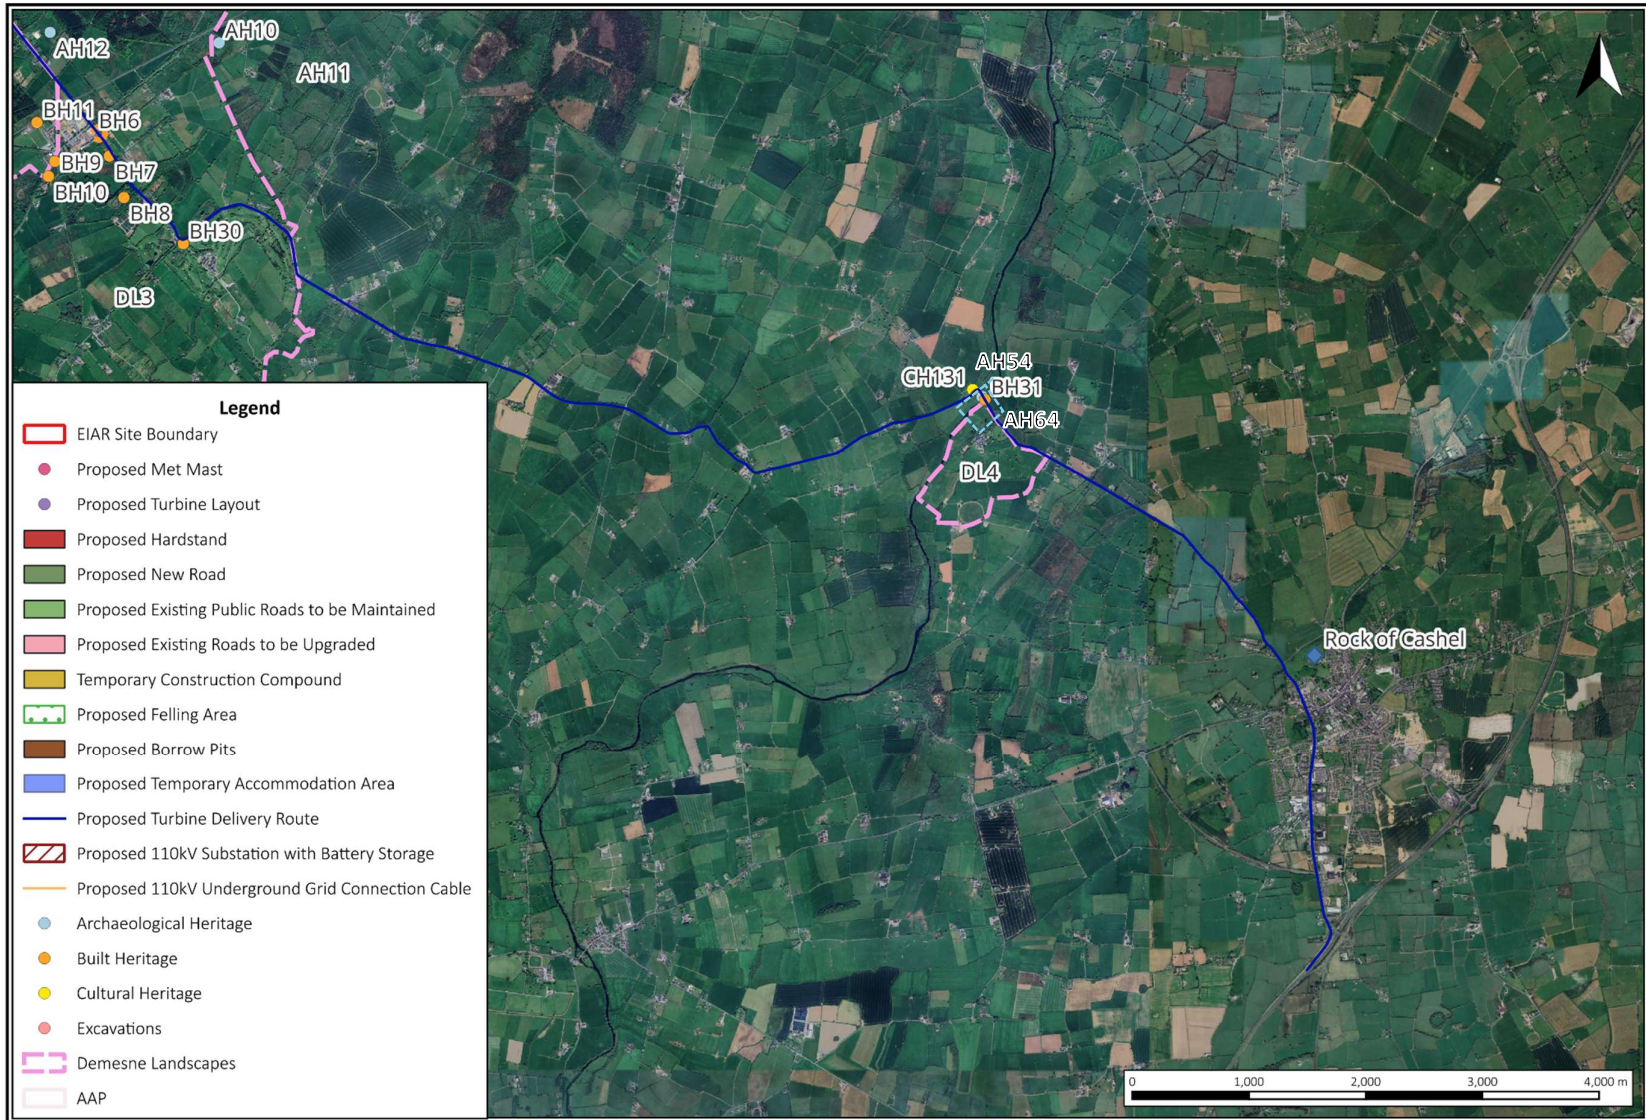 AH12
AH10
AH11
BH11
BH6
BH9
BH7
BH10
BH8
BH30
DL3
AH54
CH131
BH31
AH64
DL4
Rock of Cashel
Legend
EIAR Site Boundary
Proposed Met Mast
Proposed Turbine Layout
Proposed Hardstand
Proposed New Road
Proposed Existing Public Roads to be Maintained
Proposed Existing Roads to be Upgraded
Temporary Construction Compound
Proposed Felling Area
Proposed Borrow Pits
Proposed Temporary Accommodation Area
Proposed Turbine Delivery Route
Proposed 110kV Substation with Battery Storage
Proposed 110kV Underground Grid Connection Cable
Archaeological Heritage
Built Heritage
Cultural Heritage
Excavations
Demesne Landscapes
AAP
0 1,000 2,000 3,000 4,000 m